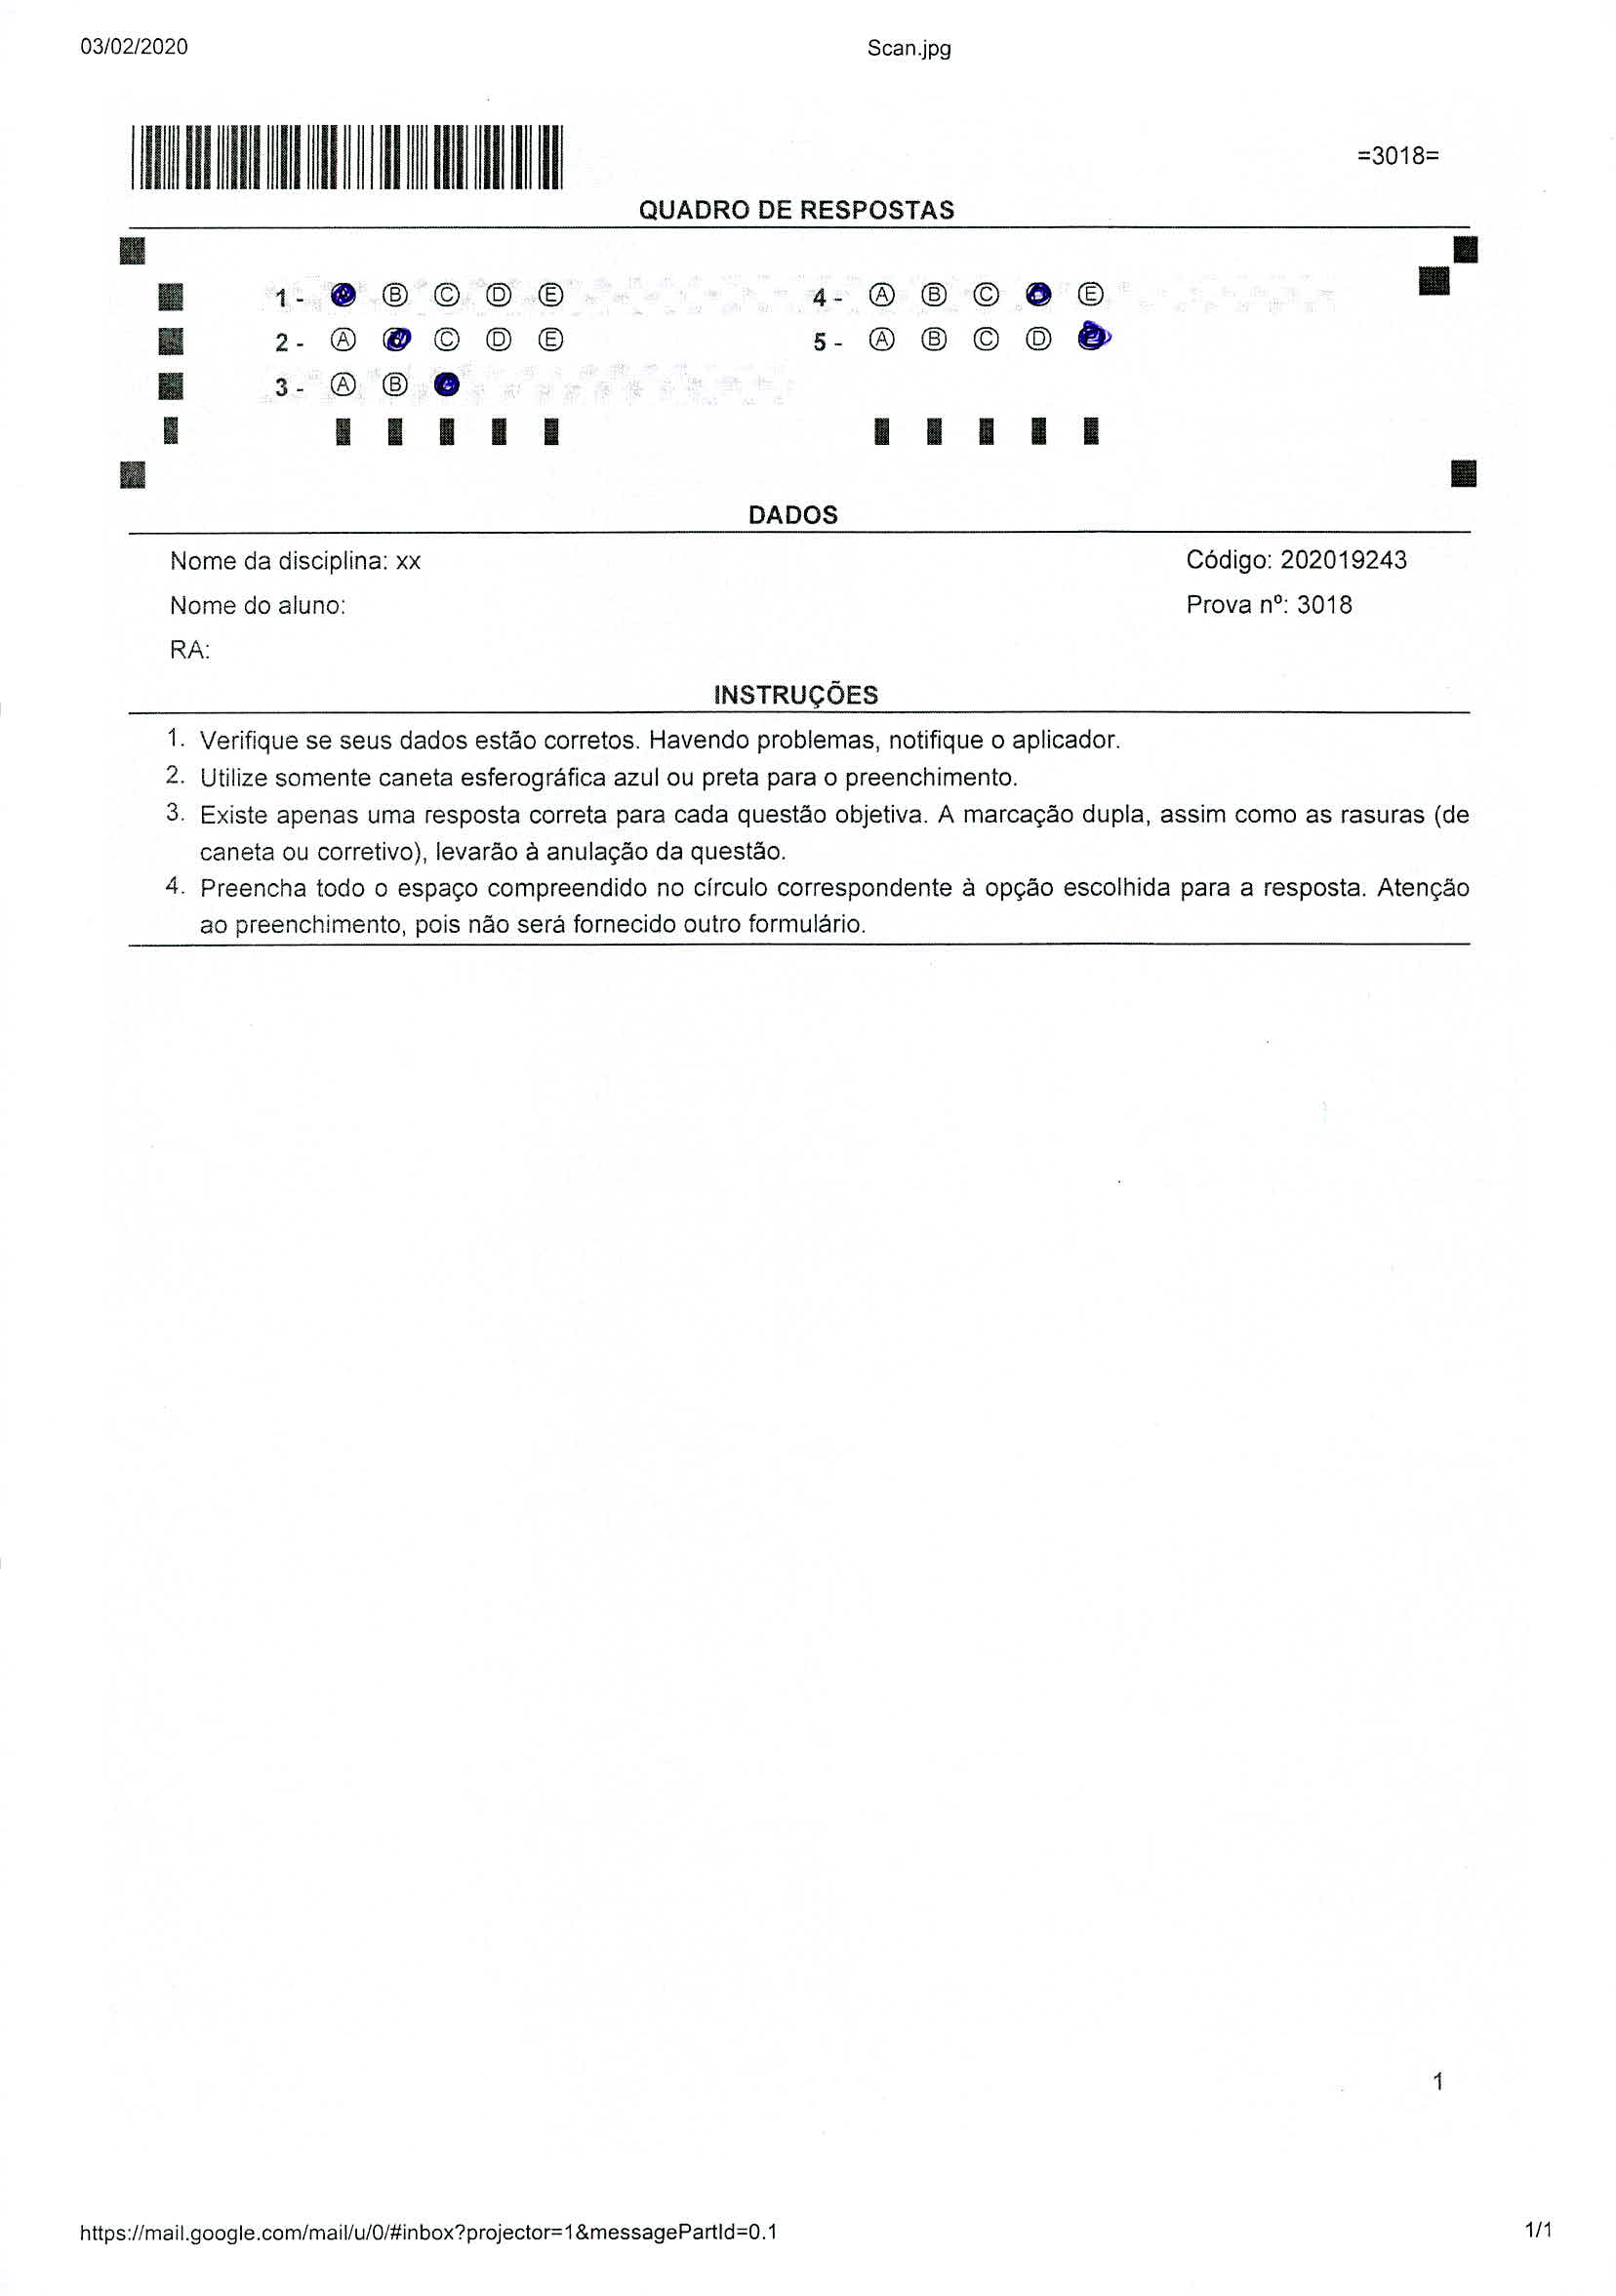 03/02/2020 Scan.jpg
=3018=
QUADRO DE RESPOSTAS
1 - Ⓑ Ⓒ Ⓓ Ⓔ 4 - Ⓐ Ⓑ Ⓒ Ⓔ
2 - Ⓐ Ⓒ Ⓓ Ⓔ 5 - Ⓐ Ⓑ Ⓒ Ⓓ
3 - Ⓐ Ⓑ
DADOS
Nome da disciplina: xx Código: 202019243
Nome do aluno: Prova nº: 3018
RA:
INSTRUÇÕES
1. Verifique se seus dados estão corretos. Havendo problemas, notifique o aplicador.
2. Utilize somente caneta esferográfica azul ou preta para o preenchimento.
3. Existe apenas uma resposta correta para cada questão objetiva. A marcação dupla, assim como as rasuras (de
caneta ou corretivo), levarão à anulação da questão.
4. Preencha todo o espaço compreendido no círculo correspondente à opção escolhida para a resposta. Atenção
ao preenchimento, pois não será fornecido outro formulário.
1
https://mail.google.com/mail/u/0/#inbox?projector=1&messagePartId=0.1 1/1